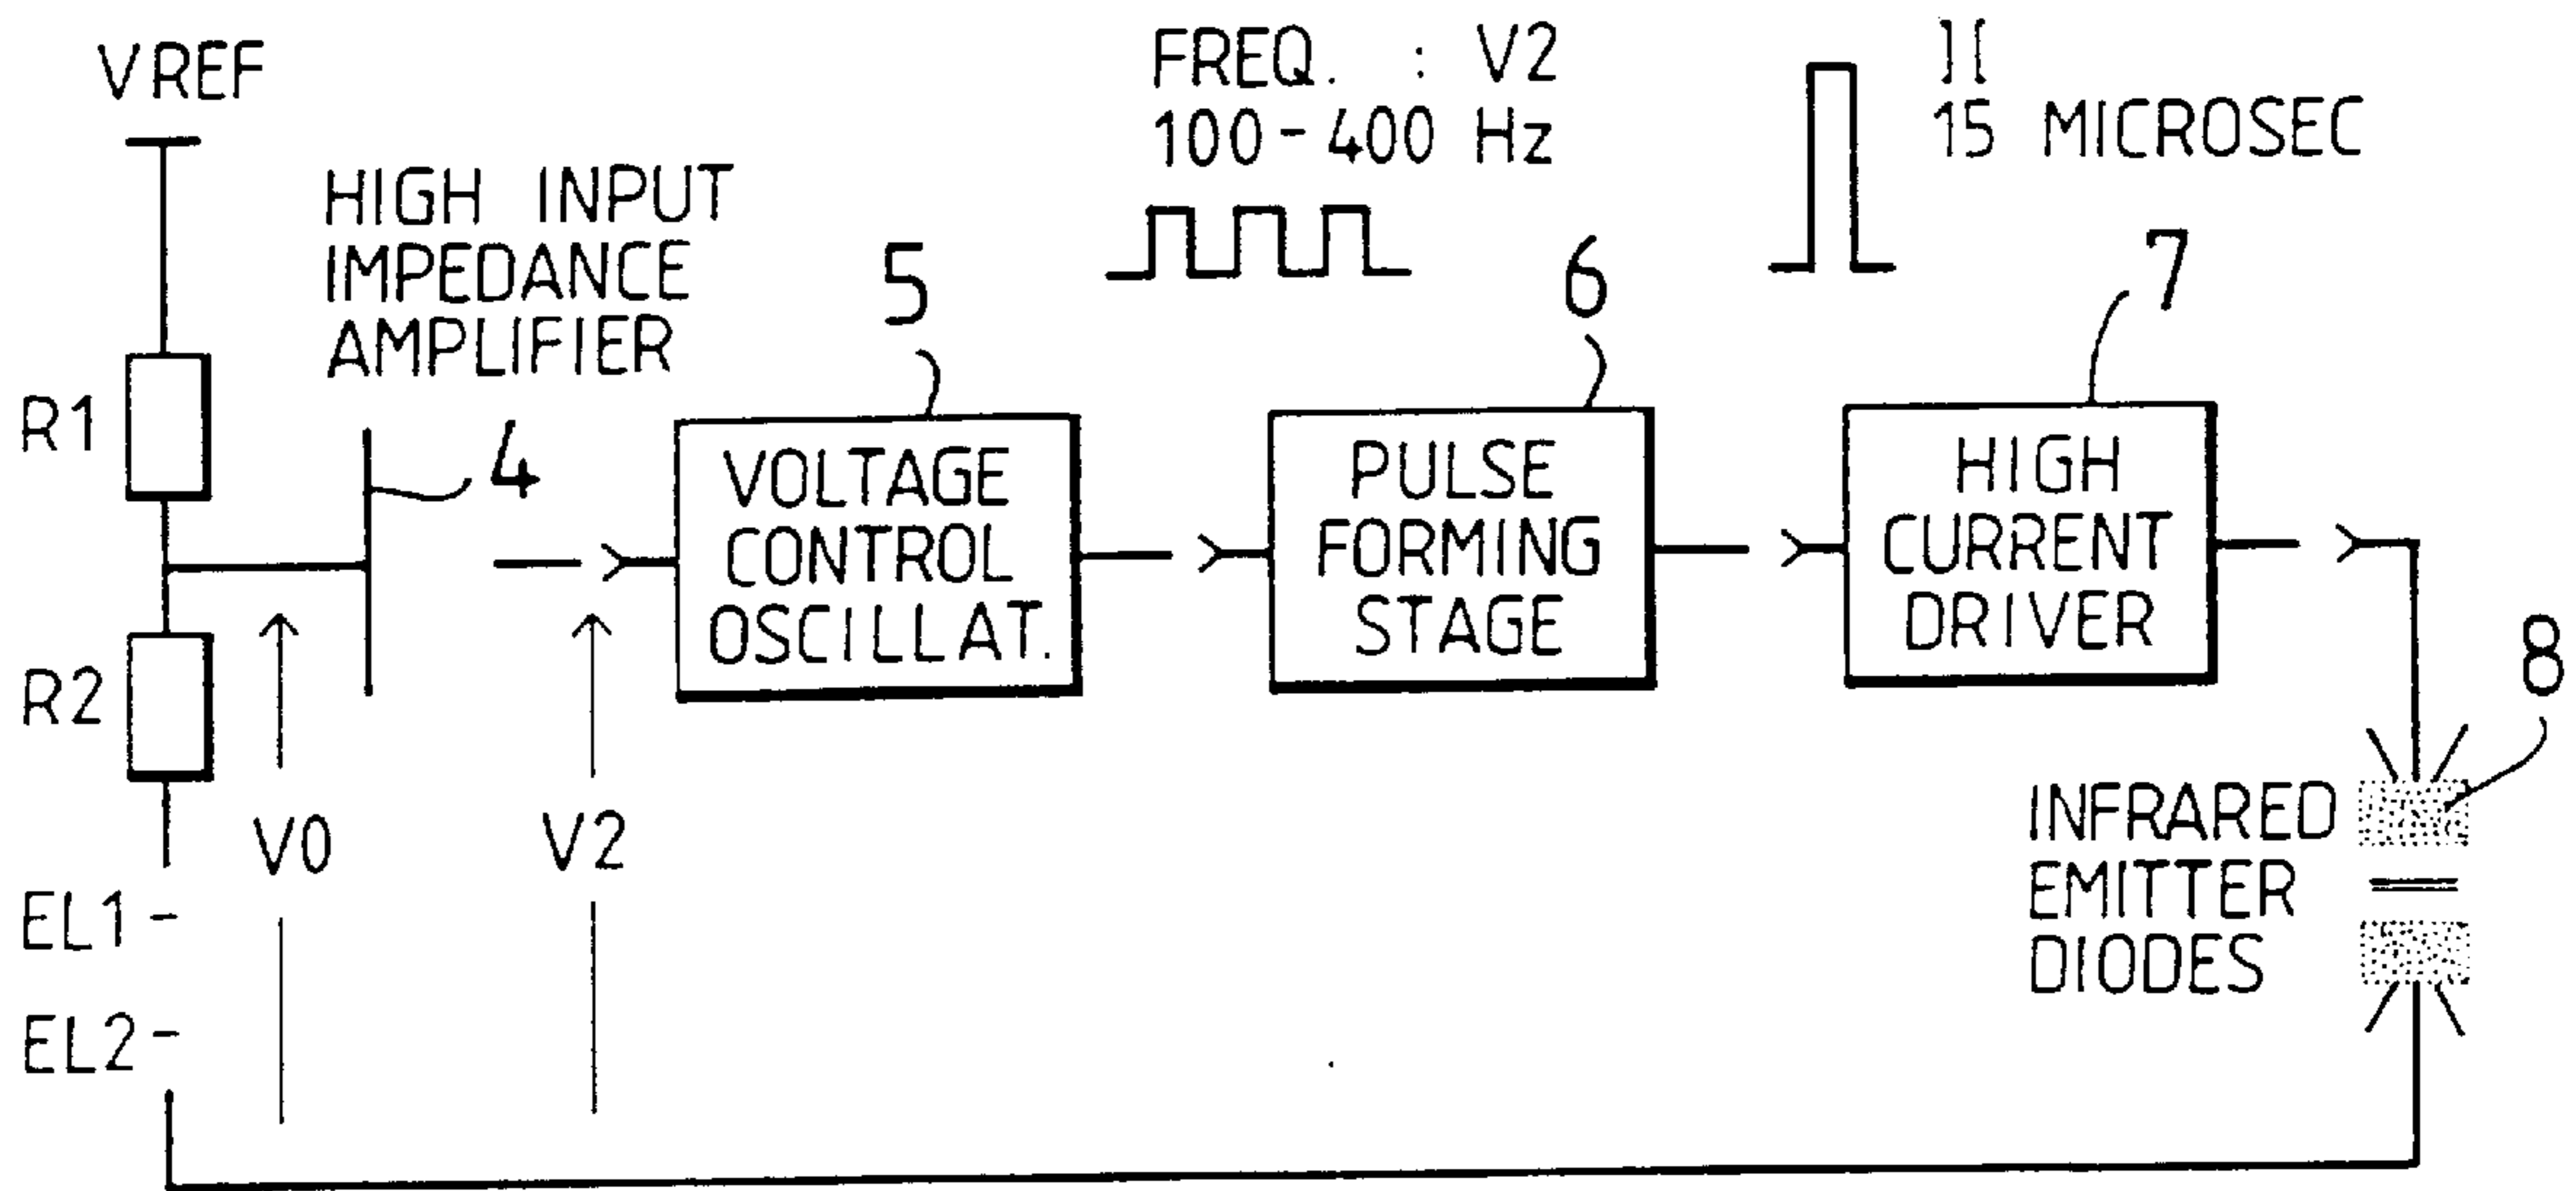 VREF
HIGH INPUT
IMPEDANCE
AMPLIFIER
R1
4
R2
V0
V2
EL1
EL2
5
VOLTAGE
CONTROL
OSCILLAT.
FREQ. : V2
100-400 Hz
6
PULSE
FORMING
STAGE
15 MICROSEC
7
HIGH
CURRENT
DRIVER
8
INFRARED
EMITTER
DIODES